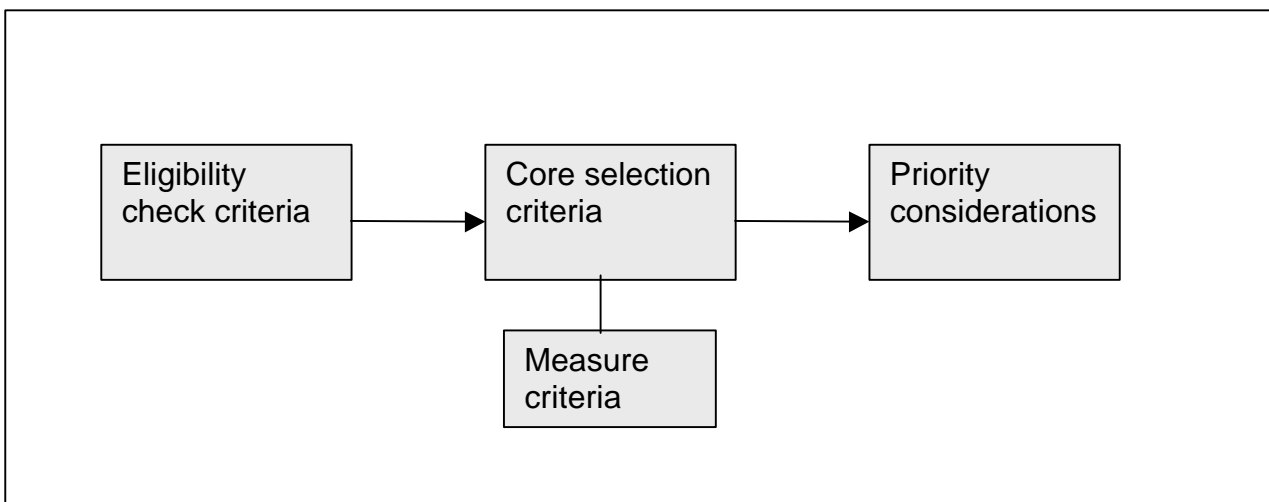 Eligibility
check criteria
Core selection
criteria
Priority
considerations
Measure
criteria